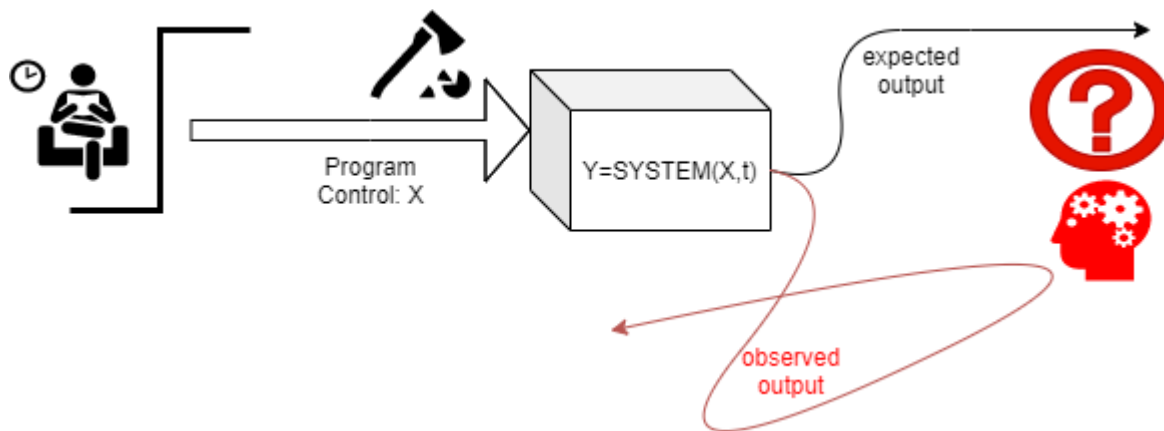 expected
output
?
Program
Control: X
Y=SYSTEM(X,t)
observed
output